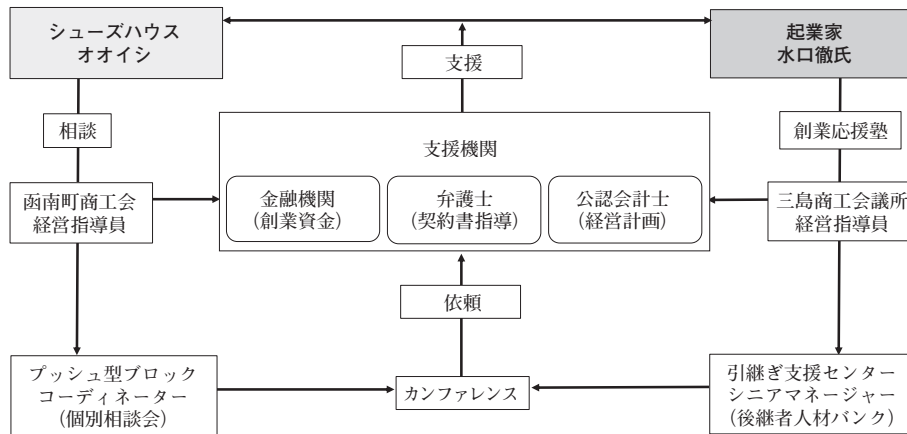 シューズハウス
オオイシ
起業家
水口徹氏
支援
相談
創業応援塾
支援機関
函南町商工会
経営指導員
金融機関
(創業資金)
弁護士
(契約書指導)
公認会計士
(経営計画)
三島商工会議所
経営指導員
依頼
プッシュ型ブロック
コーディネーター
(個別相談会)
カンファレンス
引継ぎ支援センター
シニアマネージャー
(後継者人材バンク)